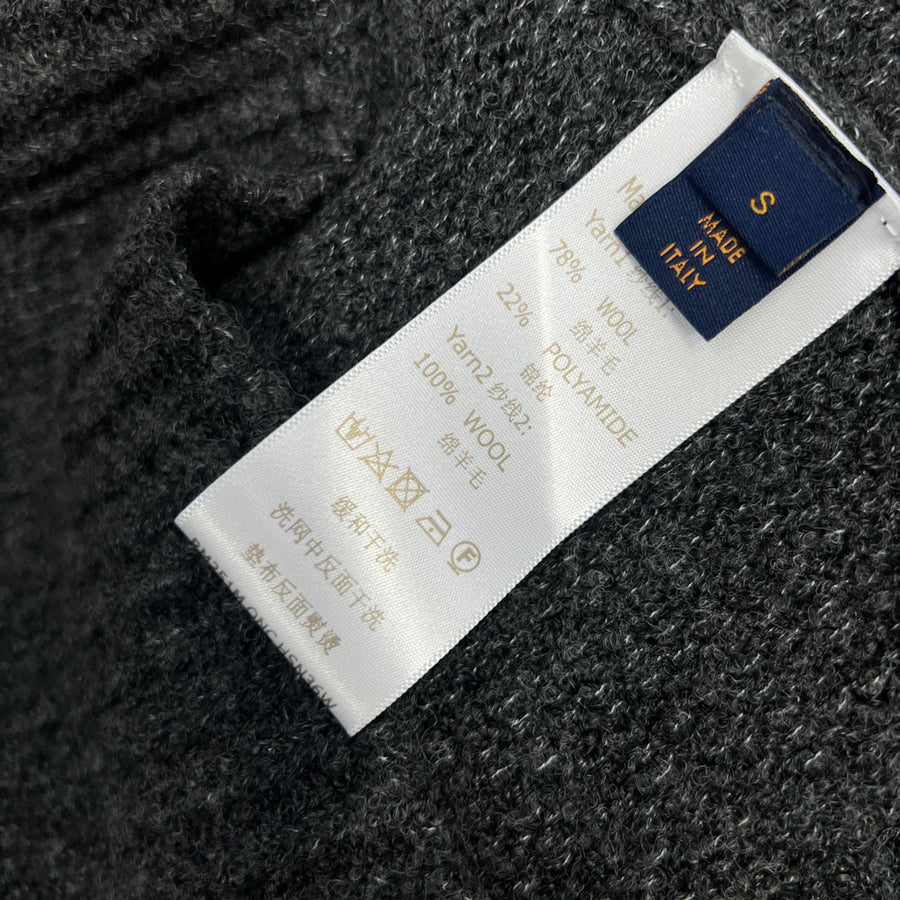 S
MADE
IN
ITALY
Ma
Yarn1
78% WOOL
绵羊毛
22% POLYAMIDE
锦纶
Yarn2 纱线2:
100% WOOL
绵羊毛
F
缓和干洗
洗网中反面干洗
垫布反面熨烫